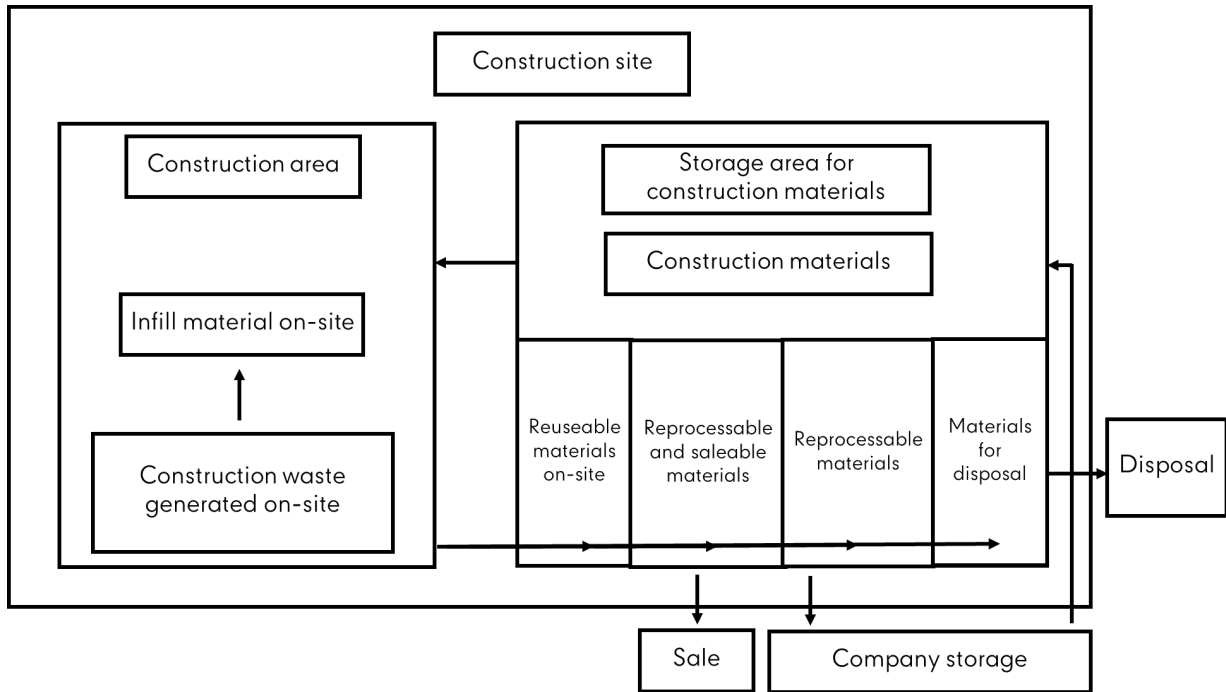 Construction site
Construction area
Storage area for
construction materials
Construction materials
Infill material on-site
Construction waste
generated on-site
Reuseable
materials
on-site
Reprocessable
and saleable
materials
Reprocessable
materials
Materials
for
disposal
Disposal
Sale
Company storage